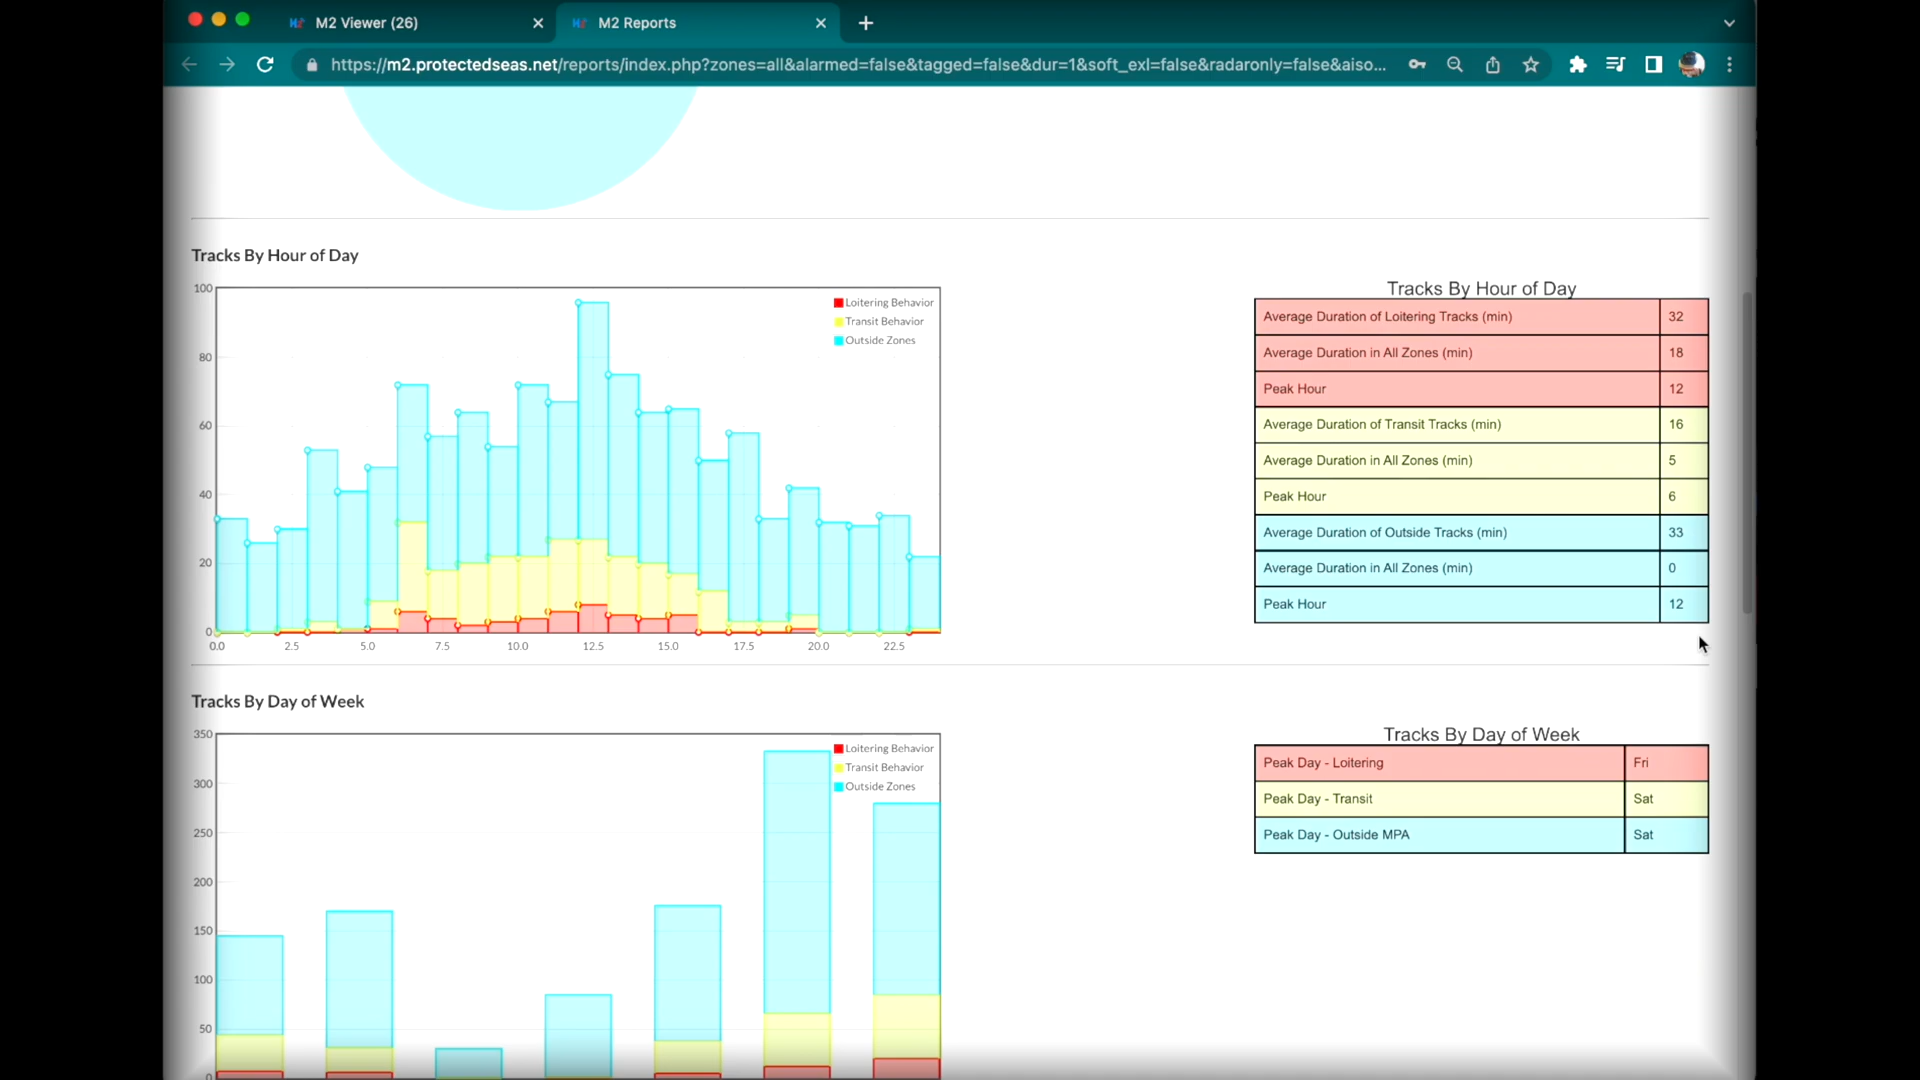 M2 Viewer (26)
M2 Reports
https://m2.protectedseas.net/reports/index.php?zones=all&alarmed=false&tagged=false&dur=1&soft_exl=false&radaronly=false&aiso...
Tracks By Hour of Day
100
80
60
40
20
0
0.0 2.5 5.0 7.5 10.0 12.5 15.0 17.5 20.0 22.5
Loitering Behavior
Transit Behavior
Outside Zones
Tracks By Hour of Day
Average Duration of Loitering Tracks (min) 32
Average Duration in All Zones (min) 18
Peak Hour 12
Average Duration of Transit Tracks (min) 16
Average Duration in All Zones (min) 5
Peak Hour 6
Average Duration of Outside Tracks (min) 33
Average Duration in All Zones (min) 0
Peak Hour 12
Tracks By Day of Week
350
300
250
200
150
100
50
0
Loitering Behavior
Transit Behavior
Outside Zones
Tracks By Day of Week
Peak Day - Loitering Fri
Peak Day - Transit Sat
Peak Day - Outside MPA Sat